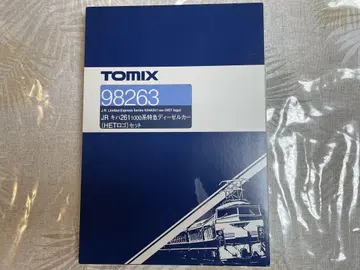 TOMIX
98263
J.R. Limited Express Series KIHA261-1000 (HET logo)
JR キハ261 1000系特急ディーゼルカー
(HETロゴ)セット